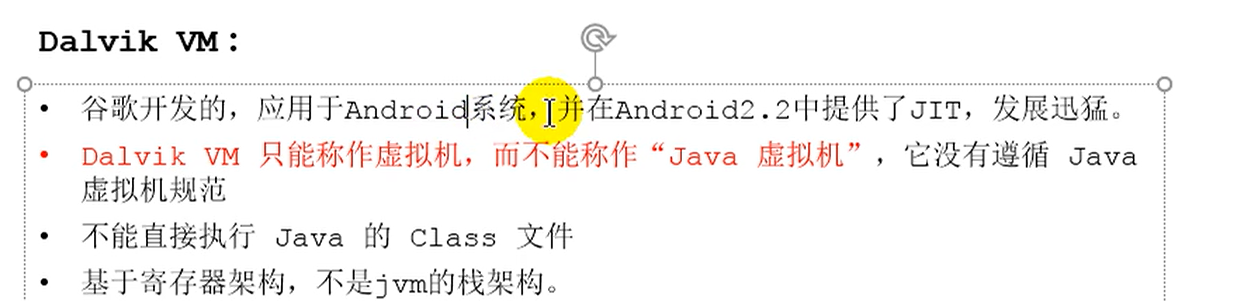 Dalvik VM：
• 谷歌开发的，应用于Android系统，并在Android2.2中提供了JIT，发展迅猛。
• Dalvik VM 只能称作虚拟机，而不能称作“Java 虚拟机”，它没有遵循 Java
虚拟机规范
• 不能直接执行 Java 的 Class 文件
• 基于寄存器架构，不是jvm的栈架构。